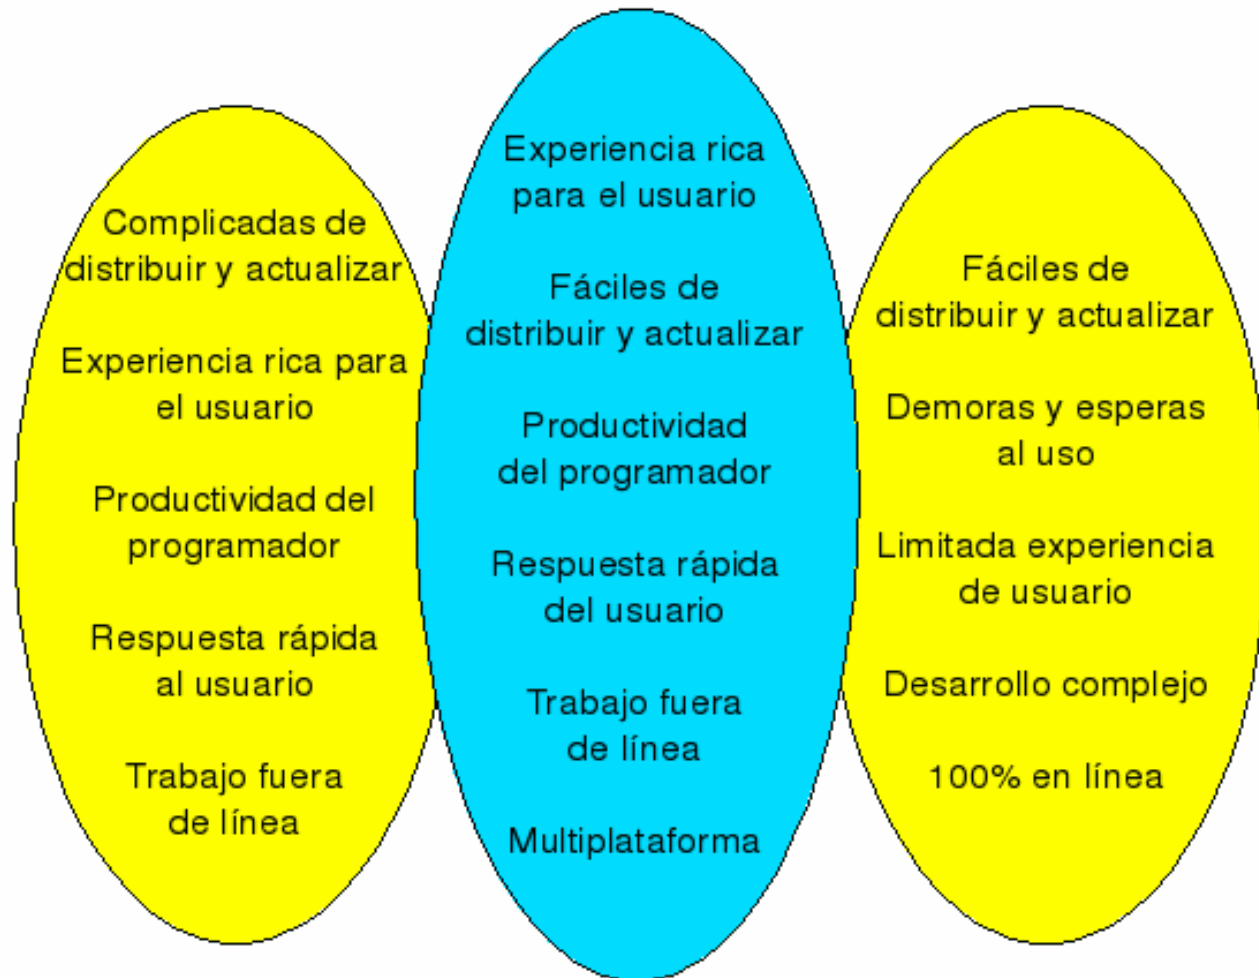 Complicadas de
distribuir y actualizar
Experiencia rica para
el usuario
Productividad del
programador
Respuesta rápida
al usuario
Trabajo fuera
de línea
Experiencia rica
para el usuario
Fáciles de
distribuir y actualizar
Productividad
del programador
Respuesta rápida
del usuario
Trabajo fuera
de línea
Multiplataforma
Fáciles de
distribuir y actualizar
Demoras y esperas
al uso
Limitada experiencia
de usuario
Desarrollo complejo
100% en línea